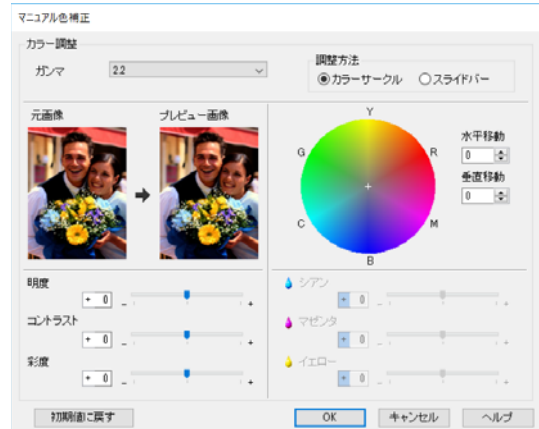 マニュアル色補正
カラー調整
ガンマ 2.2
調整方法
カラーサークル スライドバー
元画像 プレビュー画像
Y
G R
C M
B
水平移動
0
垂直移動
0
明度
+ 0 - +
コントラスト
+ 0 - +
彩度
+ 0 - +
シアン
+ 0 - +
マゼンタ
+ 0 - +
イエロー
+ 0 - +
初期値に戻す OK キャンセル ヘルプ